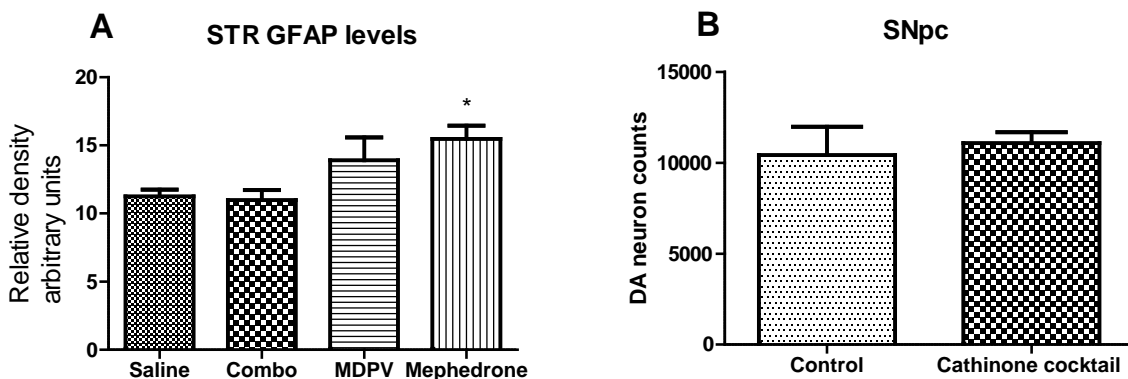 A
STR GFAP levels
Relative density
arbitrary units
20
15
10
5
0
*
Saline
Combo
MDPV
Mephedrone
B
SNpc
DA neuron counts
15000
10000
5000
0
Control
Cathinone cocktail